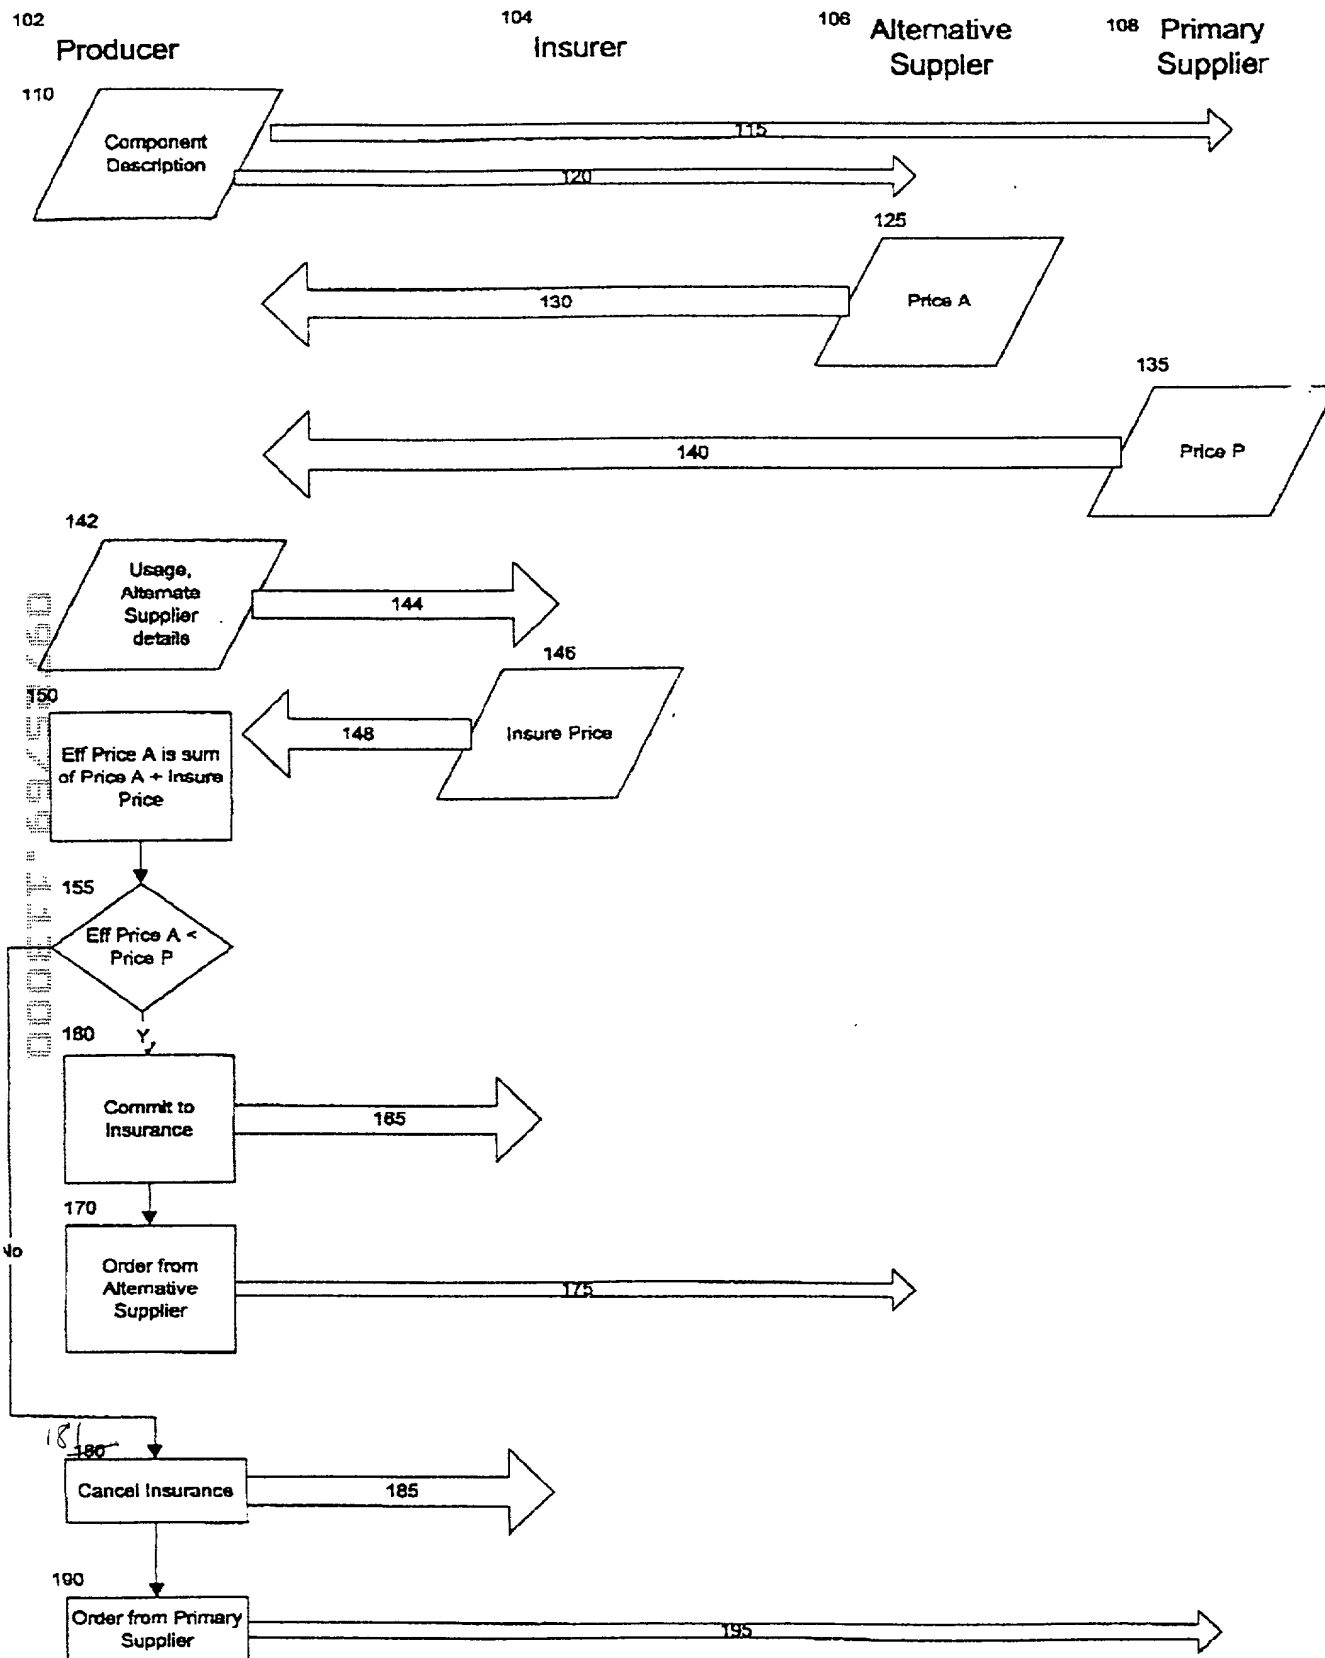 102
Producer
104
Insurer
106
Alternative
Suppler
108
Primary
Supplier
110
Component
Description
115
120
125
Price A
130
135
Price P
140
142
Usage,
Alternate
Supplier
details
144
146
Insure Price
148
150
Eff Price A is sum
of Price A + Insure
Price
155
Eff Price A <
Price P
Y
180
Commit to
Insurance
165
170
Order from
Alternative
Supplier
175
No
181
180
Cancel Insurance
185
190
Order from Primary
Supplier
195